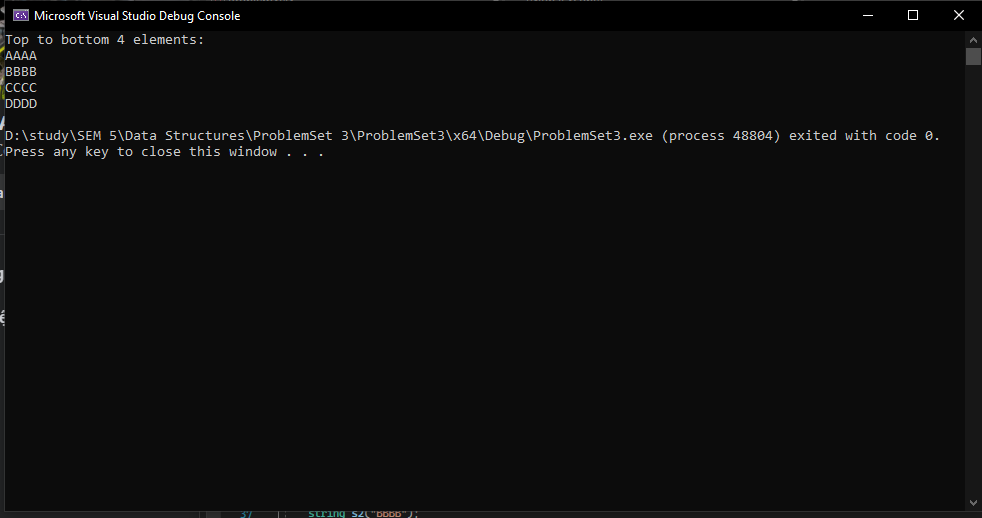 Microsoft Visual Studio Debug Console
Top to bottom 4 elements:
AAAA
BBBB
CCCC
DDDD
D:\study\SEM 5\Data Structures\ProblemSet 3\ProblemSet3\x64\Debug\ProblemSet3.exe (process 48804) exited with code 0.
Press any key to close this window . . .
37 string s2("BBBB");